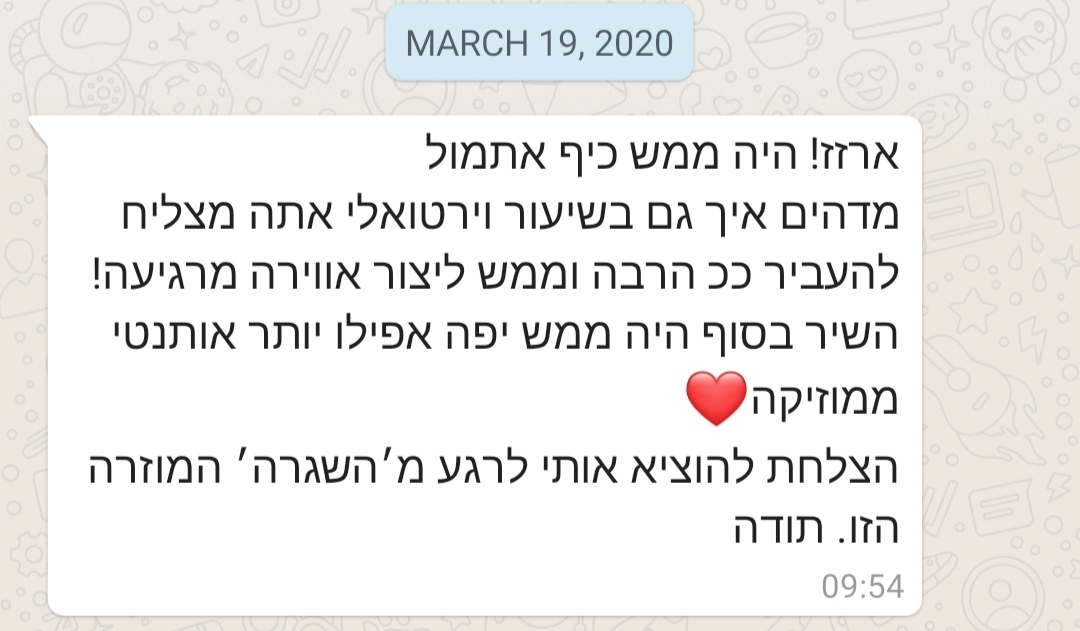 MARCH 19, 2020
ארזז! היה ממש כיף אתמול
מדהים איך גם בשיעור וירטואלי אתה מצליח
להעביר ככ הרבה וממש ליצור אווירה מרגיעה!
השיר בסוף היה ממש יפה אפילו יותר אותנטי
ממוזיקה❤️
הצלחת להוציא אותי לרגע מ׳השגרה׳ המוזרה
הזו. תודה
09:54